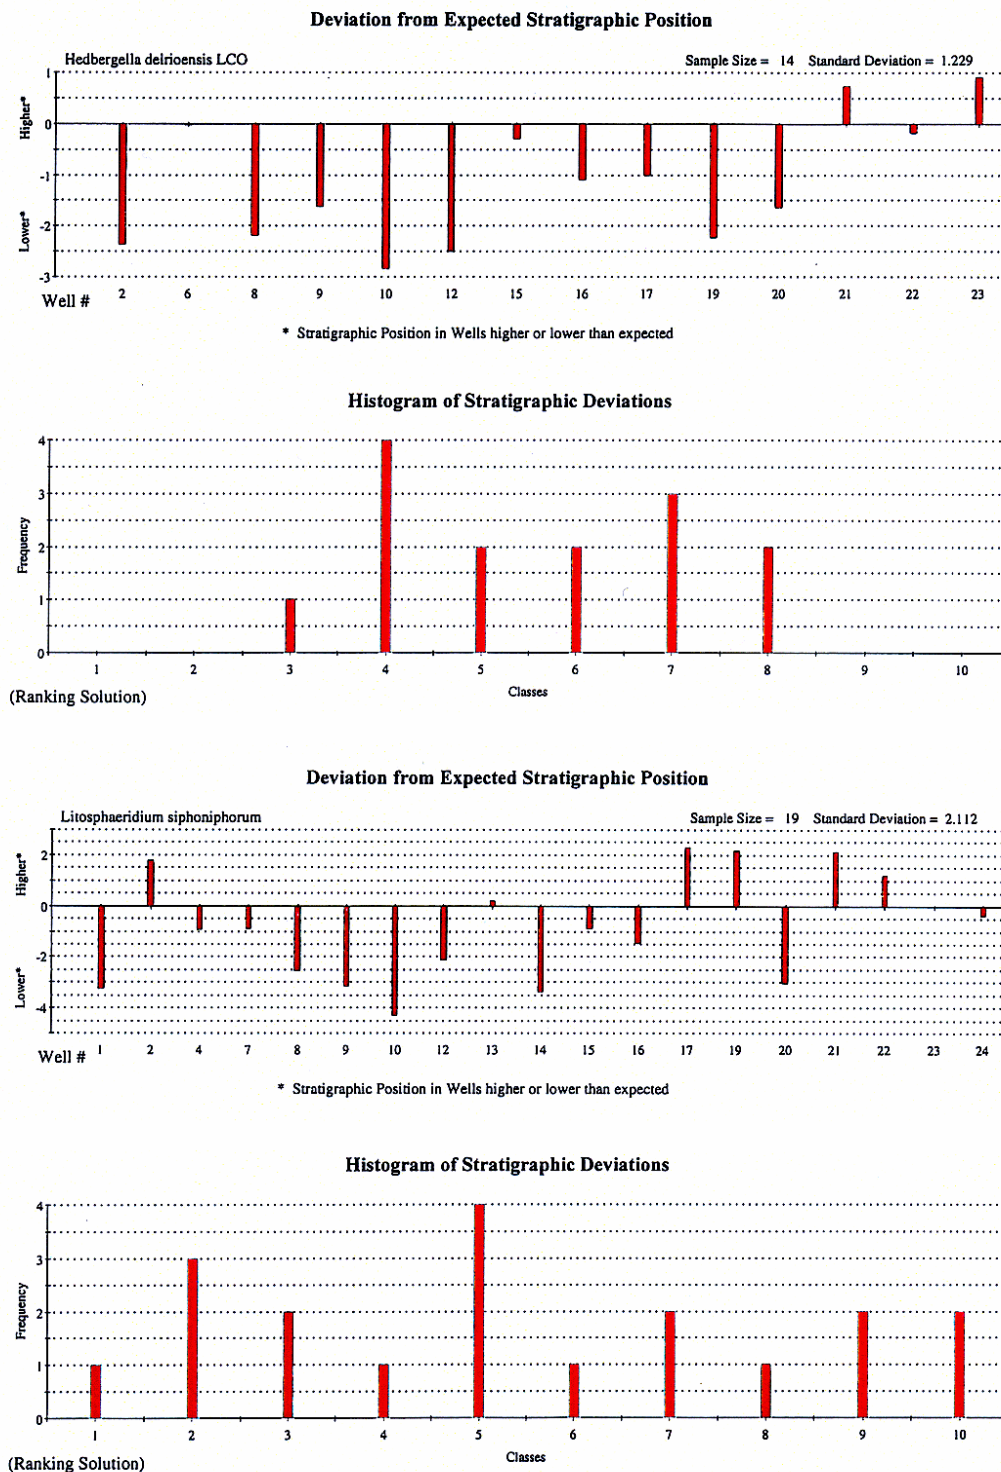 Deviation from Expected Stratigraphic Position
Hedbergella delrioensis LCO Sample Size = 14 Standard Deviation = 1.229
1
Higher*
0
-1
Lower*
-2
-3
Well # 2 6 8 9 10 12 15 16 17 19 20 21 22 23
* Stratigraphic Position in Wells higher or lower than expected
Histogram of Stratigraphic Deviations
4
3
Frequency
2
1
0
1 2 3 4 5 6 7 8 9 10
(Ranking Solution) Classes
Deviation from Expected Stratigraphic Position
Litosphaeridium siphoniphorum Sample Size = 19 Standard Deviation = 2.112
Higher*
2
0
-2
Lower*
-4
Well # 1 2 4 7 8 9 10 12 13 14 15 16 17 19 20 21 22 23 24
* Stratigraphic Position in Wells higher or lower than expected
Histogram of Stratigraphic Deviations
4
3
Frequency
2
1
0
1 2 3 4 5 6 7 8 9 10
(Ranking Solution) Classes